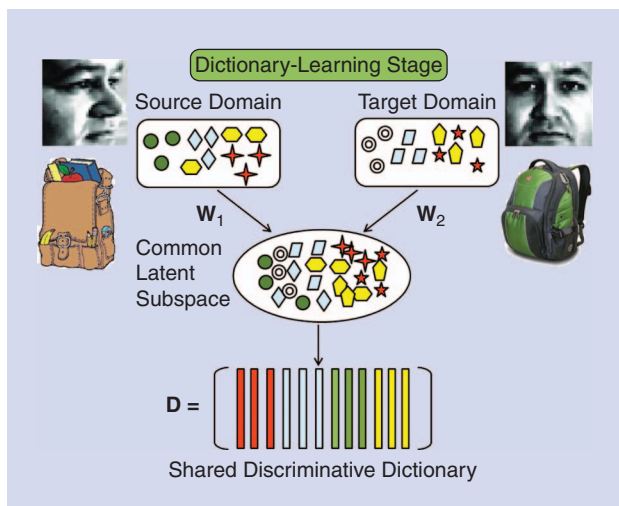 Dictionary-Learning Stage
Source Domain
Target Domain
W1
W2
Common
Latent
Subspace
D =
Shared Discriminative Dictionary